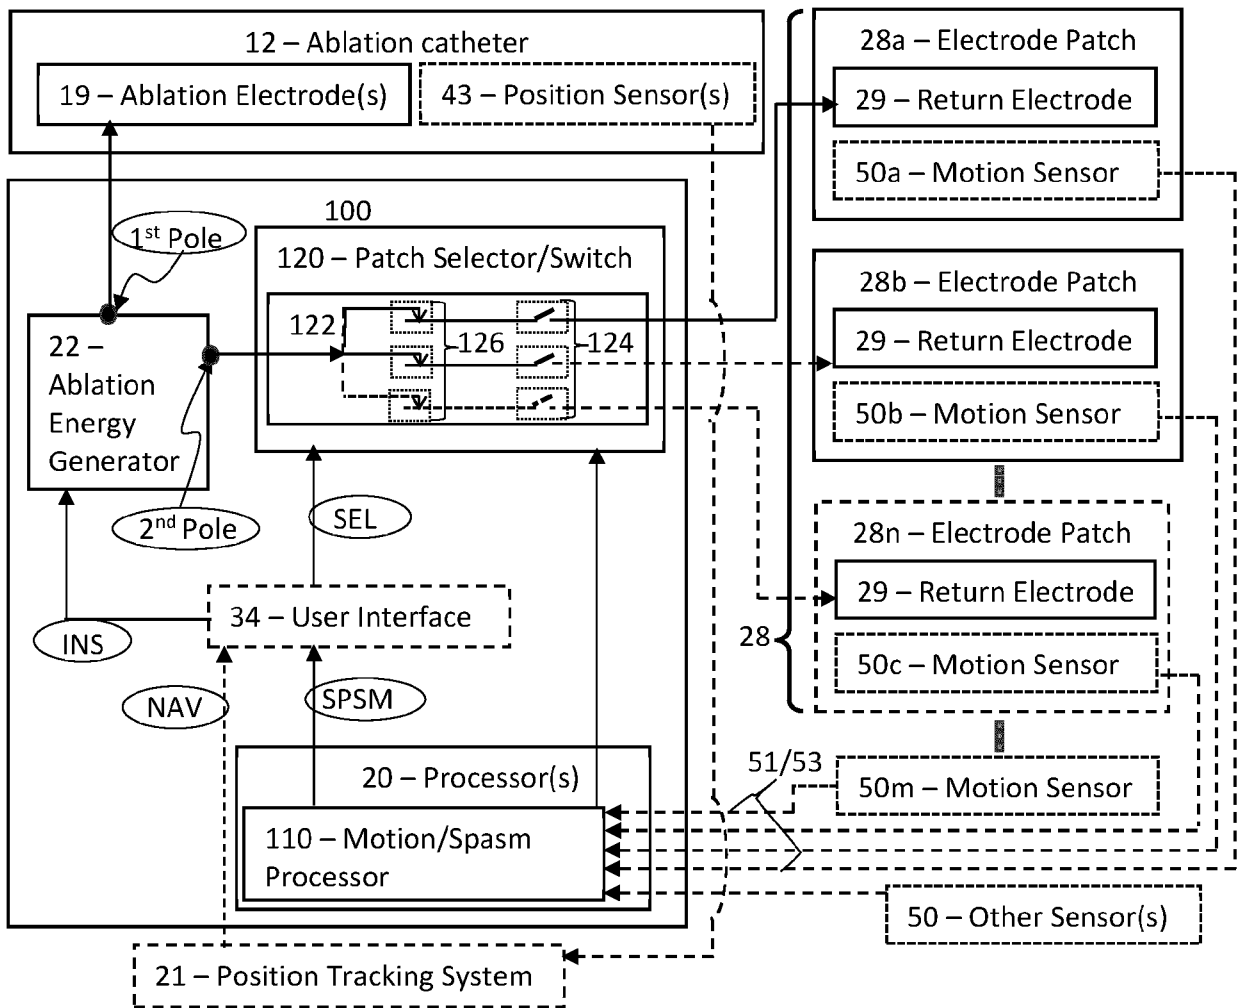 12 – Ablation catheter
19 – Ablation Electrode(s)
43 – Position Sensor(s)
28a – Electrode Patch
29 – Return Electrode
50a – Motion Sensor
100
1st Pole
120 – Patch Selector/Switch
122
126
124
22 –
Ablation
Energy
Generator
2nd Pole
28b – Electrode Patch
29 – Return Electrode
50b – Motion Sensor
SEL
28n – Electrode Patch
29 – Return Electrode
50c – Motion Sensor
28
34 – User Interface
INS
NAV
SPSM
51/53
50m – Motion Sensor
20 – Processor(s)
110 – Motion/Spasm
Processor
50 – Other Sensor(s)
21 – Position Tracking System